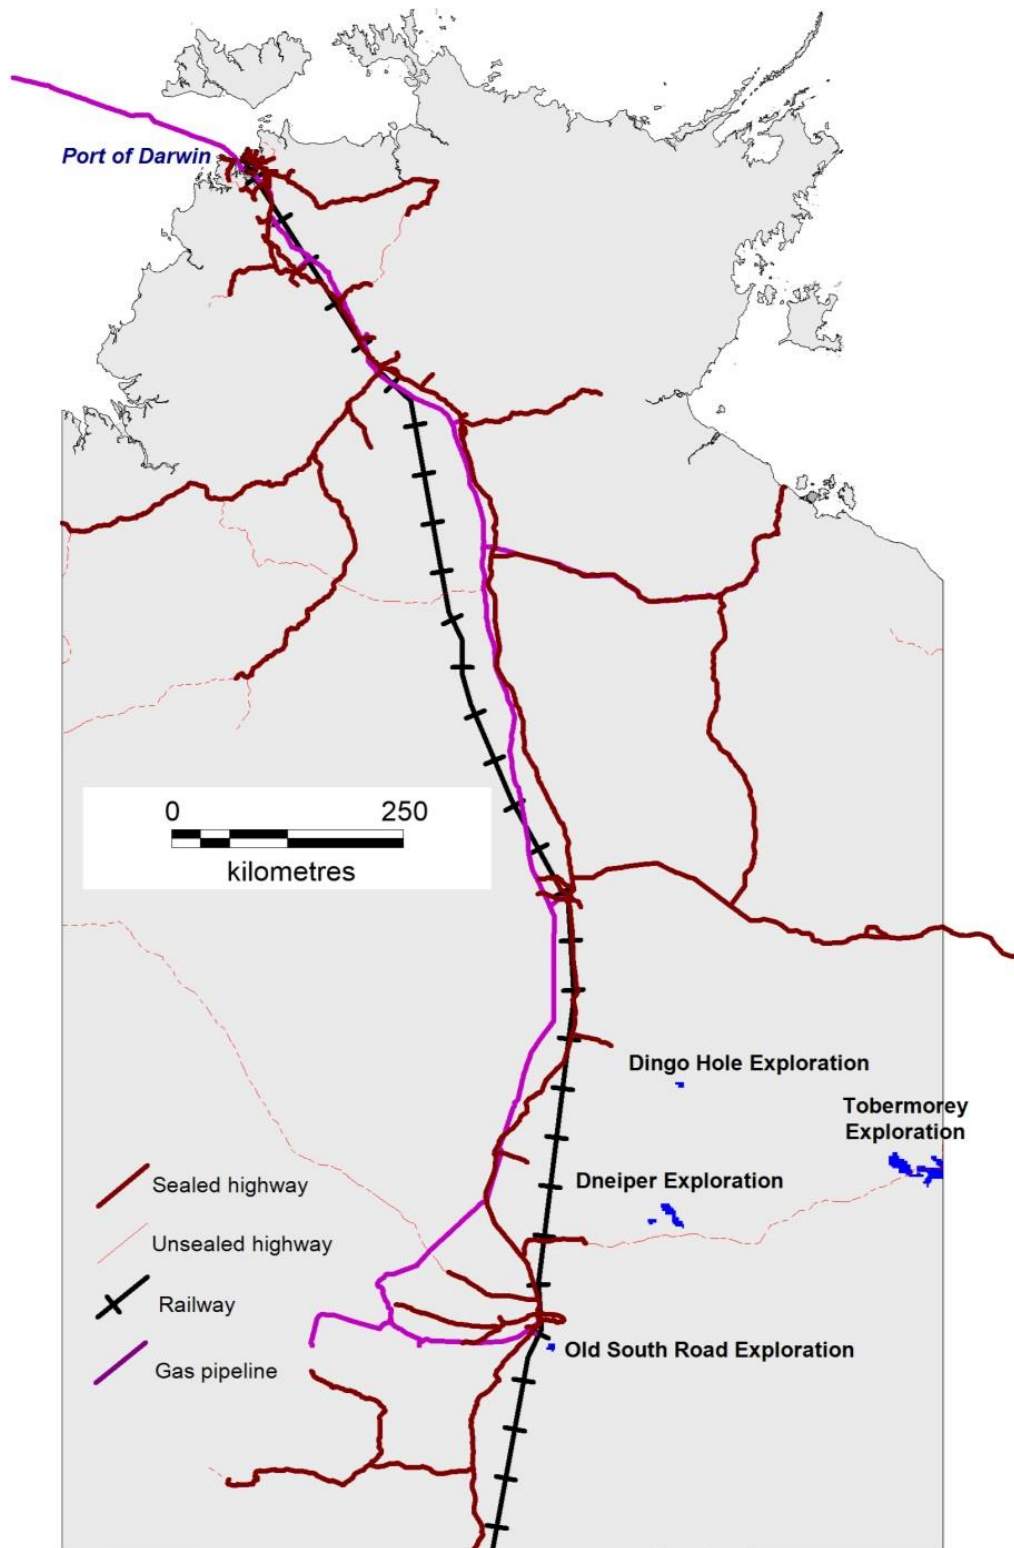 Port of Darwin
0 250
kilometres
Dingo Hole Exploration
Tobermorey
Exploration
Dneiper Exploration
Sealed highway
Unsealed highway
Railway
Old South Road Exploration
Gas pipeline